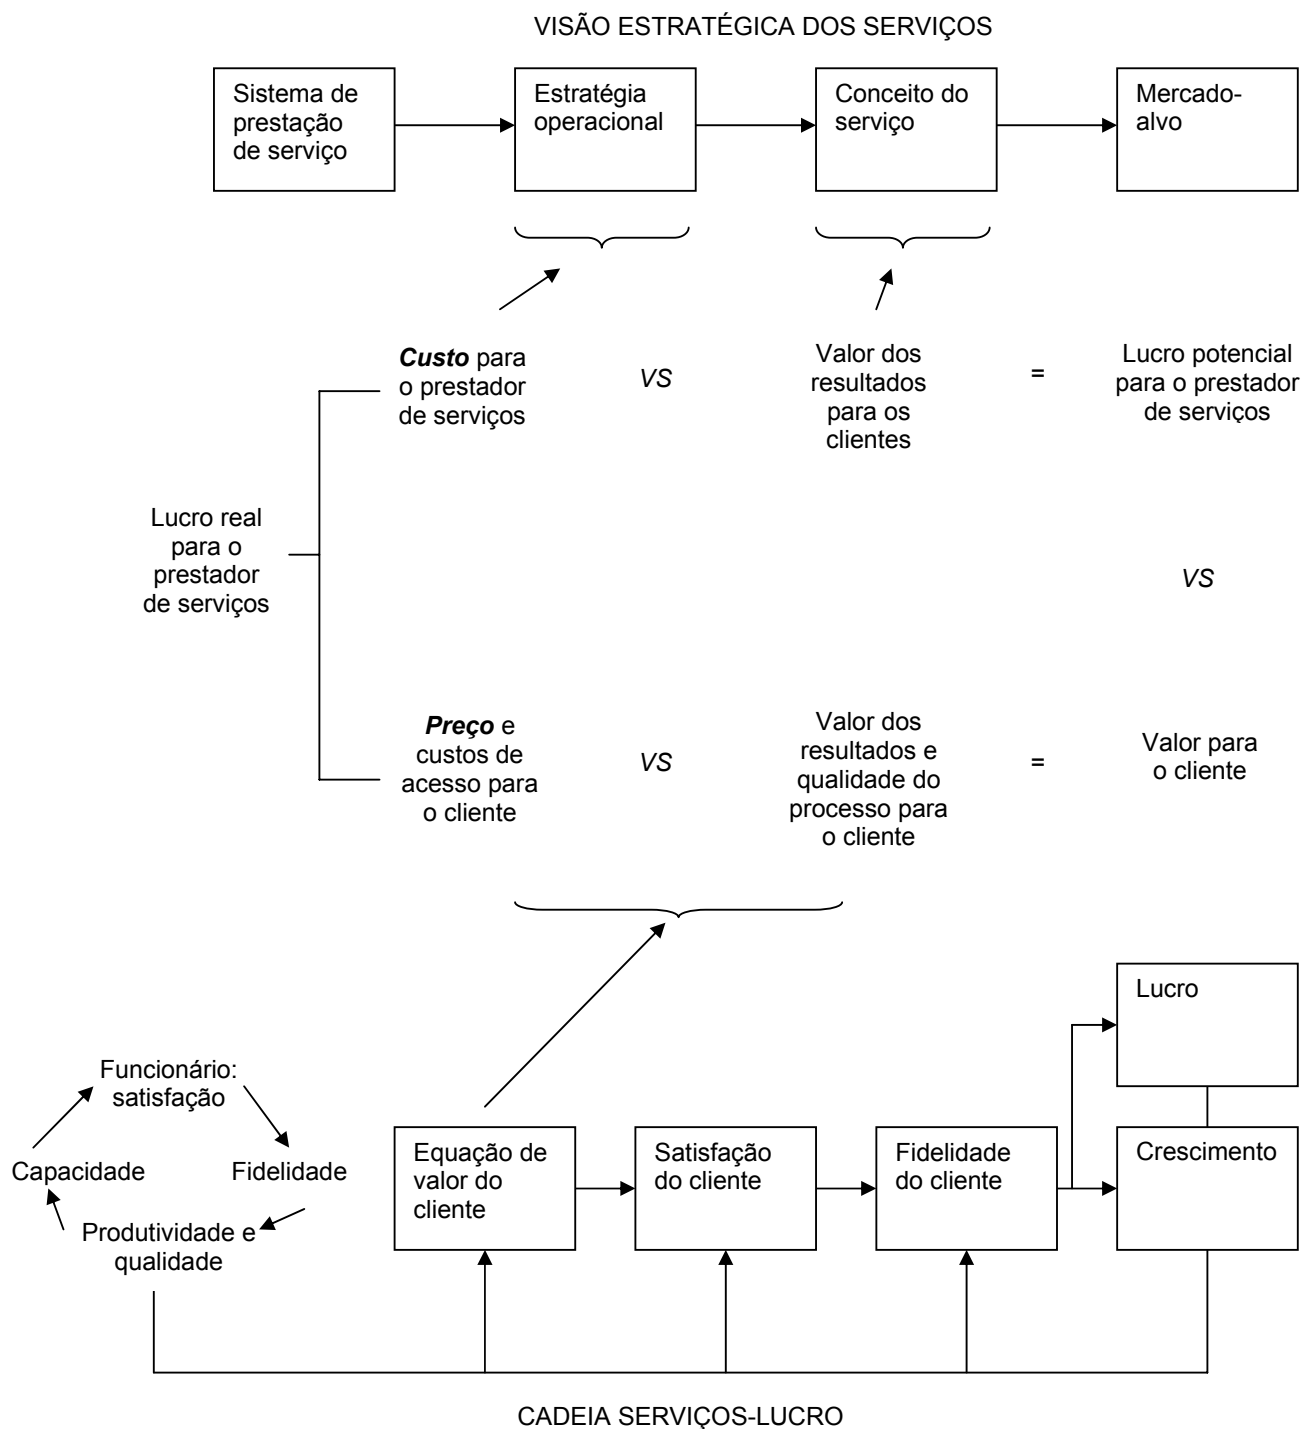 VISÃO ESTRATÉGICA DOS SERVIÇOS
Sistema de
prestação
de serviço
Estratégia
operacional
Conceito do
serviço
Mercado-
alvo
Custo para
o prestador
de serviços
VS
Valor dos
resultados
para os
clientes
=
Lucro potencial
para o prestador
de serviços
Lucro real
para o
prestador
de serviços
VS
Preço e
custos de
acesso para
o cliente
VS
Valor dos
resultados e
qualidade do
processo para
o cliente
=
Valor para
o cliente
Lucro
Funcionário:
satisfação
Capacidade
Fidelidade
Produtividade e
qualidade
Equação de
valor do
cliente
Satisfação
do cliente
Fidelidade
do cliente
Crescimento
CADEIA SERVIÇOS-LUCRO